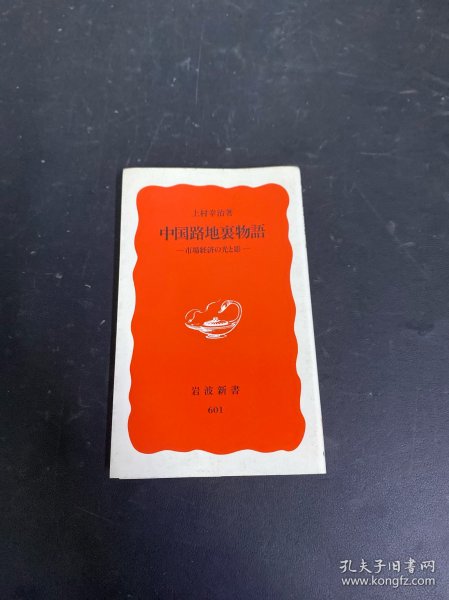 上村幸治著
中国路地裏物語
—市場経済の光と影—
岩波新書
601
孔夫子旧书网
www.kongfz.com